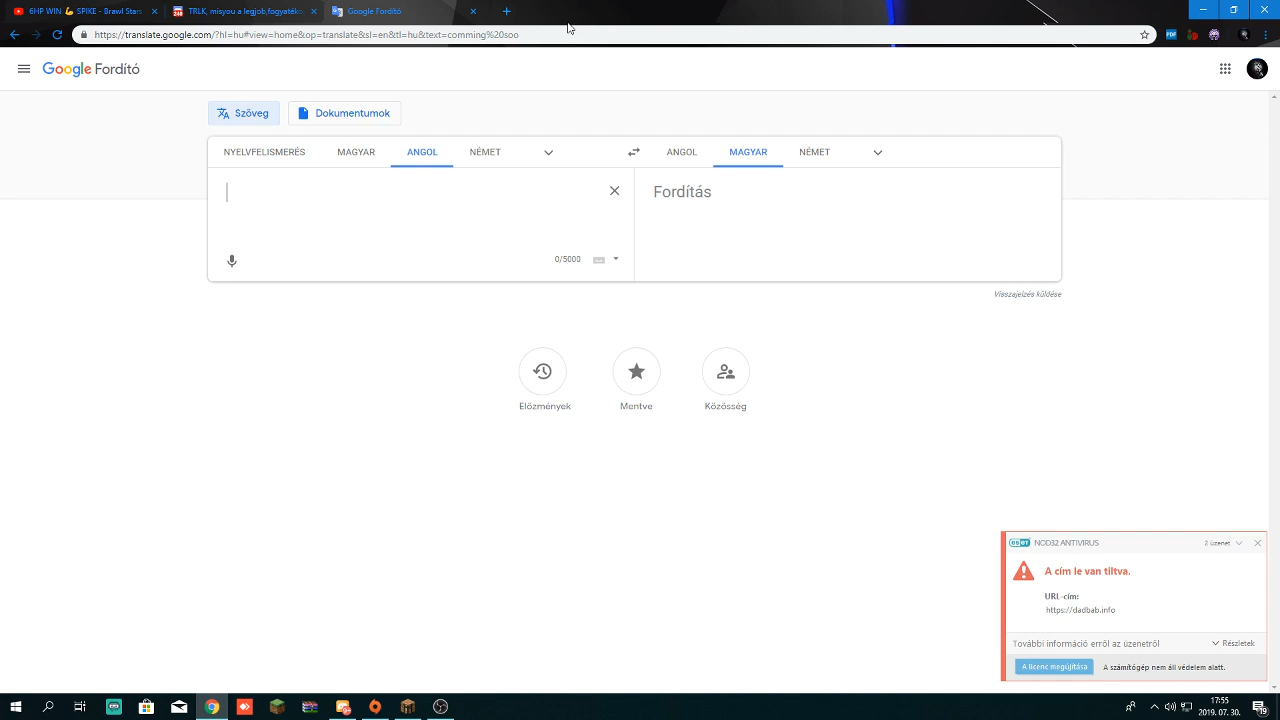 6HP WIN 💪 SPIKE - Brawl Stars
TRLK, misyou a legjob,fogyatéko
Google Fordító
https://translate.google.com/?hl=hu#view=home&op=translate&sl=en&tl=hu&text=comming%20soo
Google Fordító
Szöveg
Dokumentumok
NYELVFELISMERÉS MAGYAR ANGOL NÉMET
ANGOL MAGYAR NÉMET
Fordítás
0/5000
Visszajelzés küldése
Előzmények
Mentve
Közösség
eset NOD32 ANTIVIRUS
2 üzenet
A cím le van tiltva.
URL-cím:
https://dadbab.info
További információ erről az üzenetről
Részletek
A licenc megújítása
A számítógép nem áll védelem alatt.
17:55
2019. 07. 30.